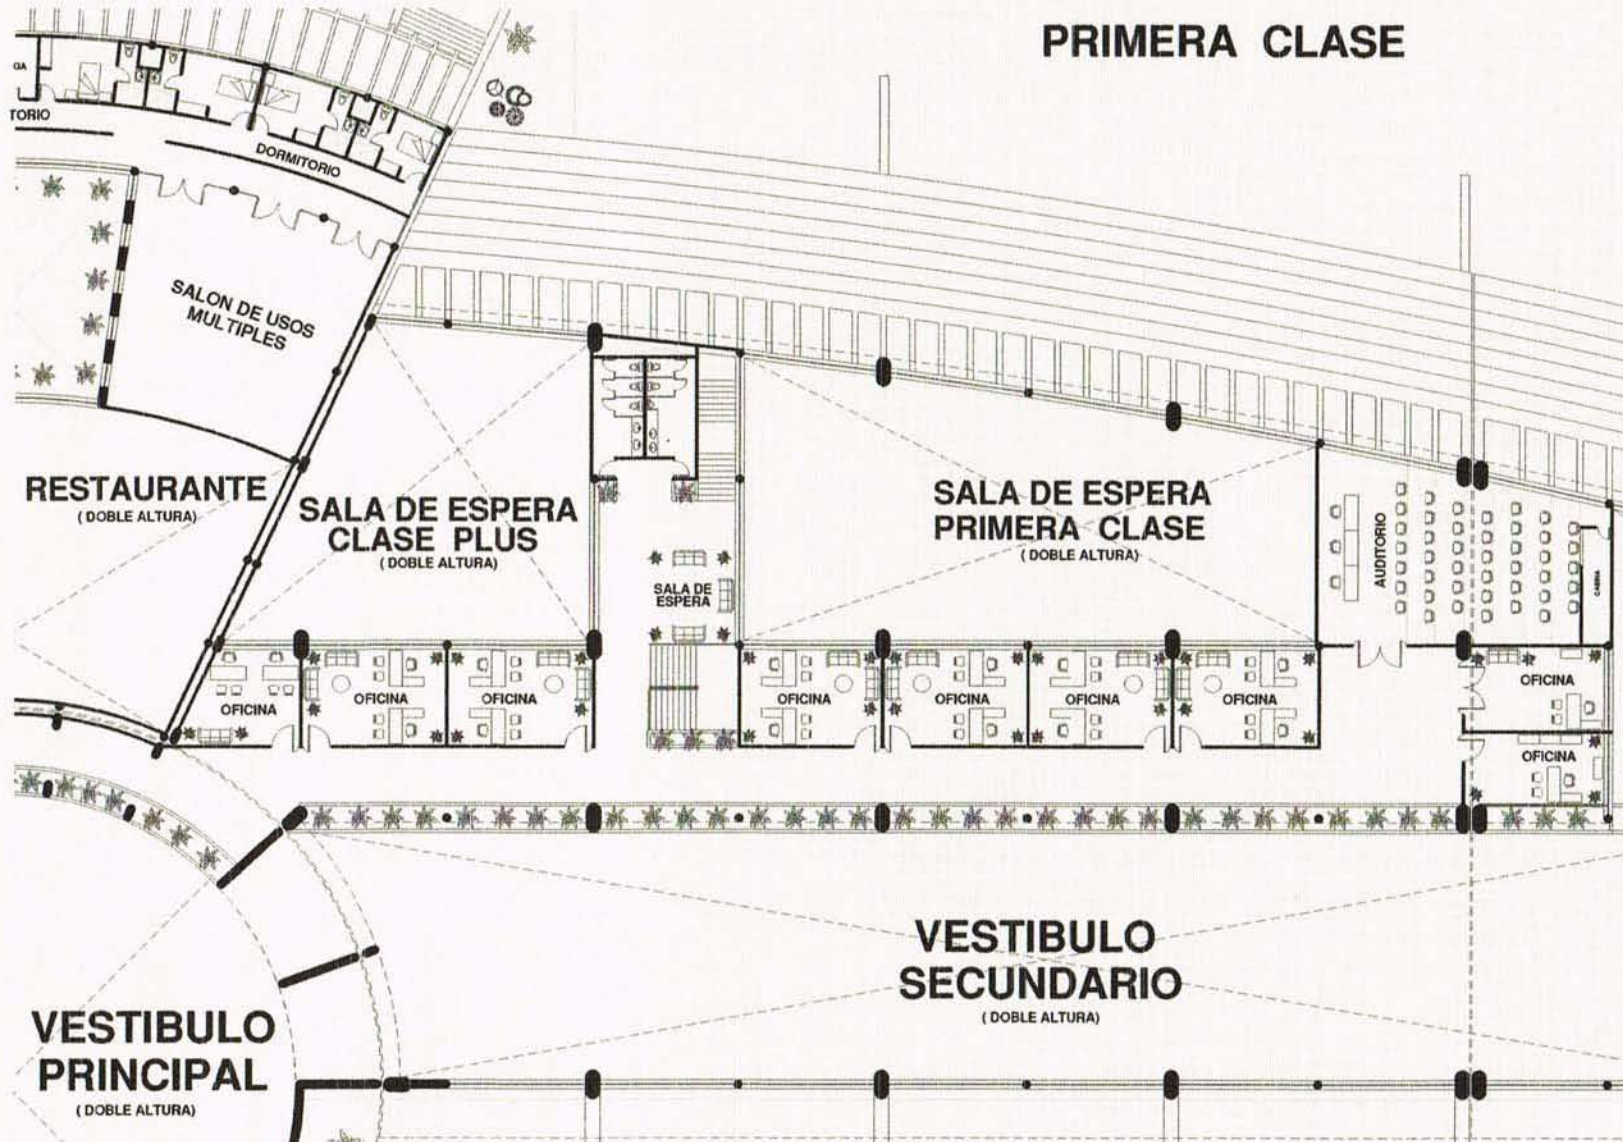 PRIMERA CLASE
GA
TORIO
DORMITORIO
SALON DE USOS
MULTIPLES
RESTAURANTE
( DOBLE ALTURA)
SALA DE ESPERA
CLASE PLUS
( DOBLE ALTURA)
SALA DE
ESPERA
SALA DE ESPERA
PRIMERA CLASE
( DOBLE ALTURA)
AUDITORIO
CABINA
OFICINA
OFICINA
OFICINA
OFICINA
OFICINA
OFICINA
OFICINA
OFICINA
OFICINA
VESTIBULO
SECUNDARIO
( DOBLE ALTURA)
VESTIBULO
PRINCIPAL
( DOBLE ALTURA)